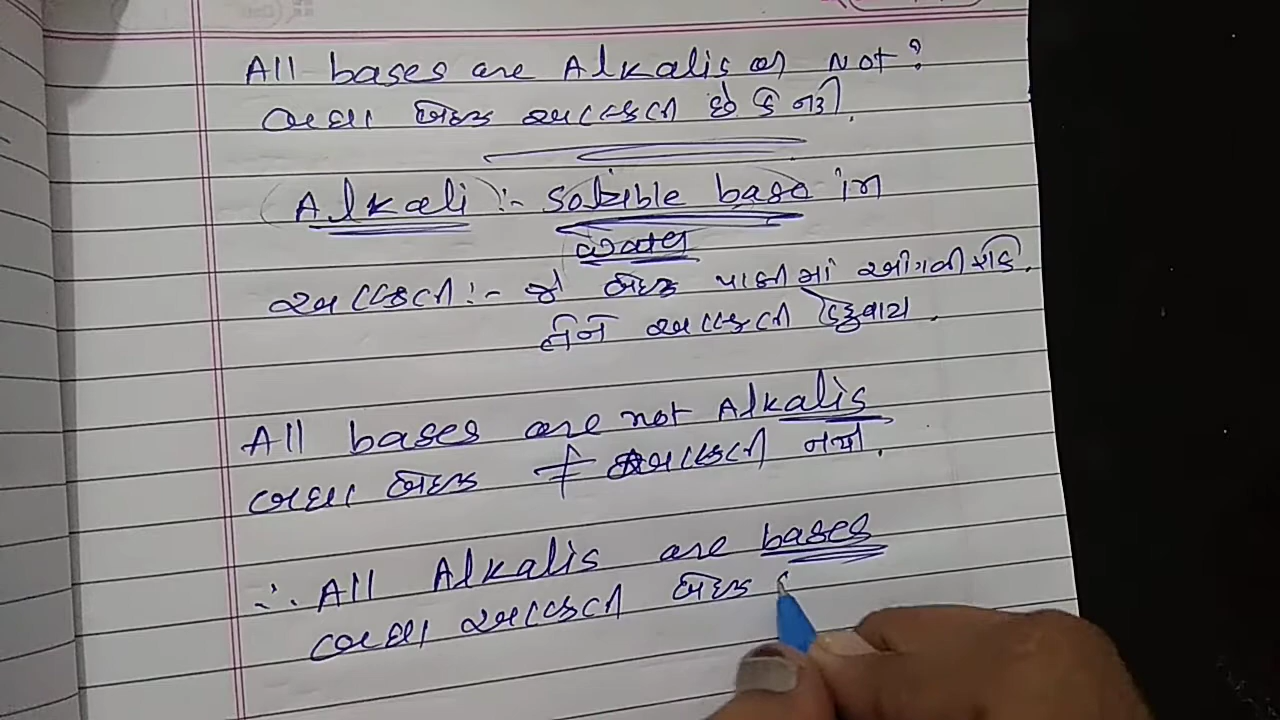 All bases are Alkalis or Not?
બધા બેઇઝ આલ્કલી છે કે નહી.
Alkali :- soluble base in
water
આલ્કલી :- જે બેઇઝ પાણીમાં ઓગળી શકે.
તેને આલ્કલી કહેવાય.
All bases are not Alkalis
બધા બેઇઝ ≠ આલ્કલી નથી.
∴ All Alkalis are bases
બધા આલ્કલી બેઇઝ